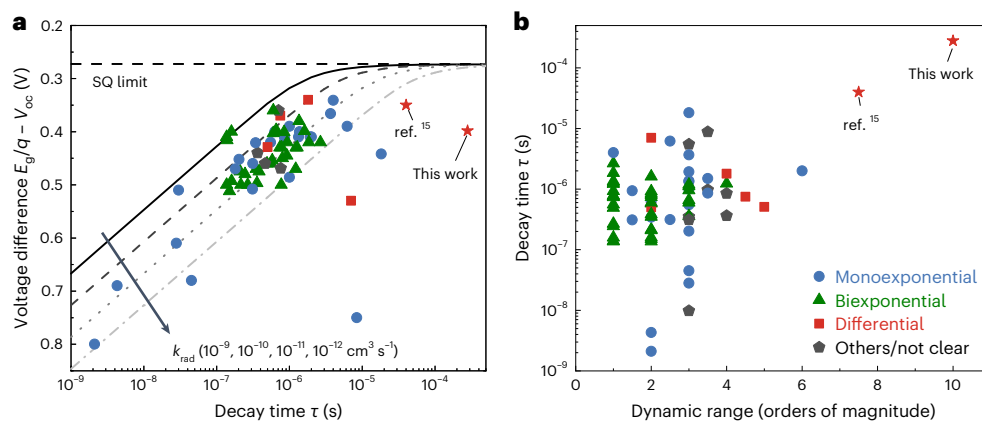 a
0.2
0.3
0.4
0.5
0.6
0.7
0.8
Voltage difference E_g/q − V_oc (V)
SQ limit
ref. 15
This work
k_rad (10⁻⁹, 10⁻¹⁰, 10⁻¹¹, 10⁻¹² cm³ s⁻¹)
10⁻⁹ 10⁻⁸ 10⁻⁷ 10⁻⁶ 10⁻⁵ 10⁻⁴
Decay time τ (s)
b
10⁻⁴
10⁻⁵
10⁻⁶
10⁻⁷
10⁻⁸
10⁻⁹
Decay time τ (s)
This work
ref. 15
Monoexponential
Biexponential
Differential
Others/not clear
0 2 4 6 8 10
Dynamic range (orders of magnitude)